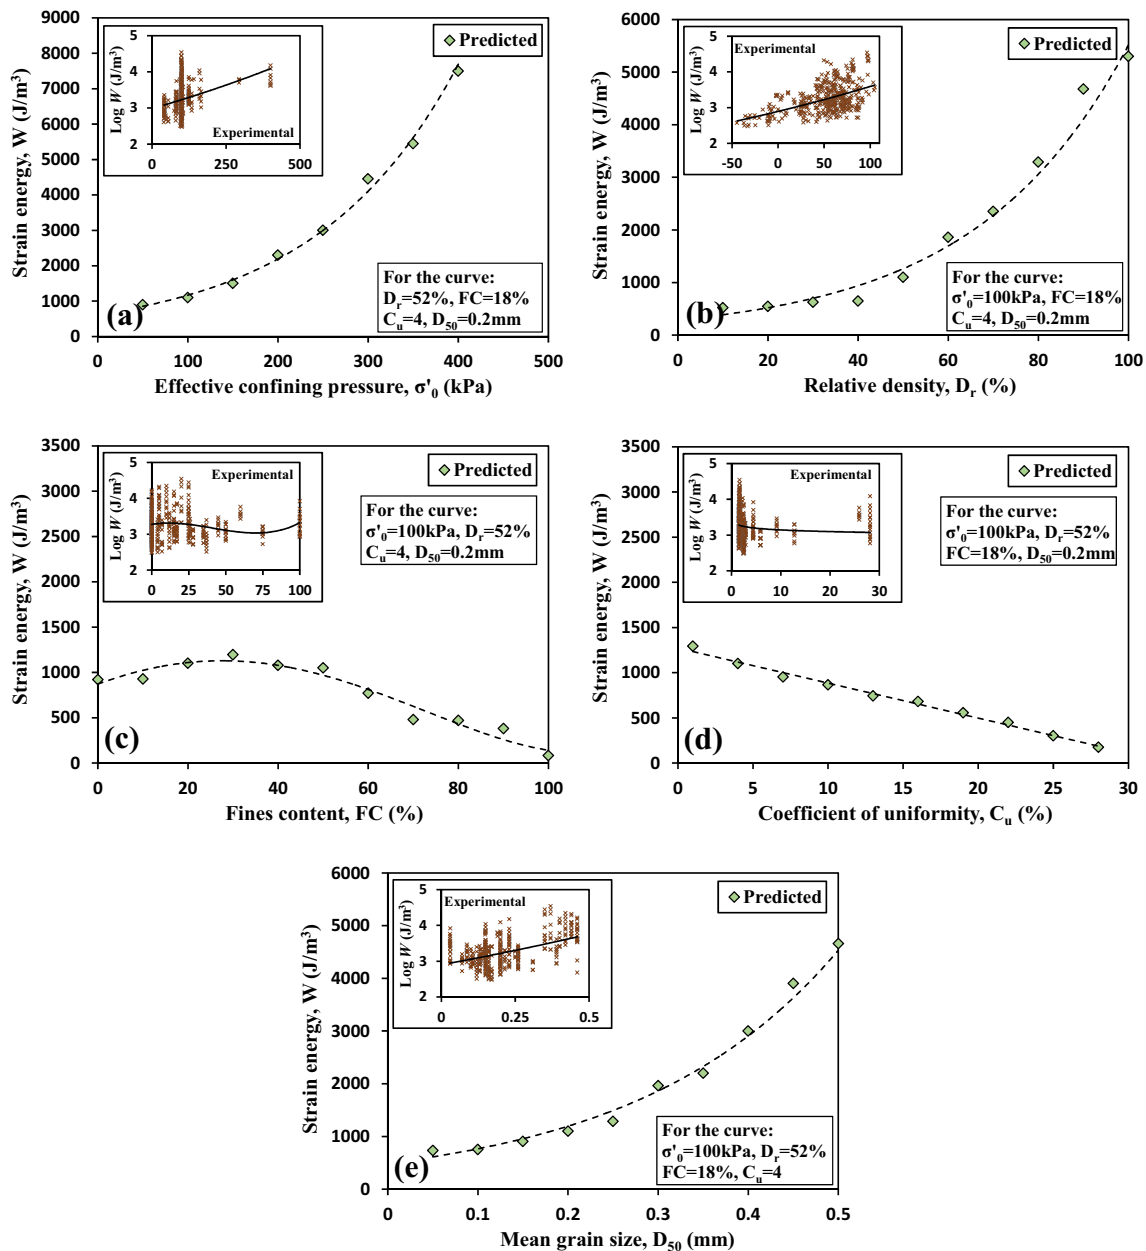 9000
8000
7000
6000
5000
4000
3000
2000
1000
0
Strain energy, W (J/m³)
5
4
3
2
Log W (J/m³)
Experimental
0 250 500
Predicted
For the curve:
Dᵣ=52%, FC=18%
Cᵤ=4, D₅₀=0.2mm
(a)
0 100 200 300 400 500
Effective confining pressure, σ'₀ (kPa)
6000
5000
4000
3000
2000
1000
0
Strain energy, W (J/m³)
5
4
3
2
Log W (J/m³)
Experimental
-50 0 50 100
Predicted
For the curve:
σ'₀=100kPa, FC=18%
Cᵤ=4, D₅₀=0.2mm
(b)
0 20 40 60 80 100
Relative density, Dᵣ (%)
3500
3000
2500
2000
1500
1000
500
0
Strain energy, W (J/m³)
5
4
3
2
Log W (J/m³)
Experimental
0 25 50 75 100
Predicted
For the curve:
σ'₀=100kPa, Dᵣ=52%
Cᵤ=4, D₅₀=0.2mm
(c)
0 20 40 60 80 100
Fines content, FC (%)
3500
3000
2500
2000
1500
1000
500
0
Strain energy, W (J/m³)
5
4
3
2
Log W (J/m³)
Experimental
0 10 20 30
Predicted
For the curve:
σ'₀=100kPa, Dᵣ=52%
FC=18%, D₅₀=0.2mm
(d)
0 5 10 15 20 25 30
Coefficient of uniformity, Cᵤ (%)
6000
5000
4000
3000
2000
1000
0
Strain energy, W (J/m³)
5
4
3
2
Log W (J/m³)
Experimental
0 0.25 0.5
Predicted
For the curve:
σ'₀=100kPa, Dᵣ=52%
FC=18%, Cᵤ=4
(e)
0 0.1 0.2 0.3 0.4 0.5
Mean grain size, D₅₀ (mm)